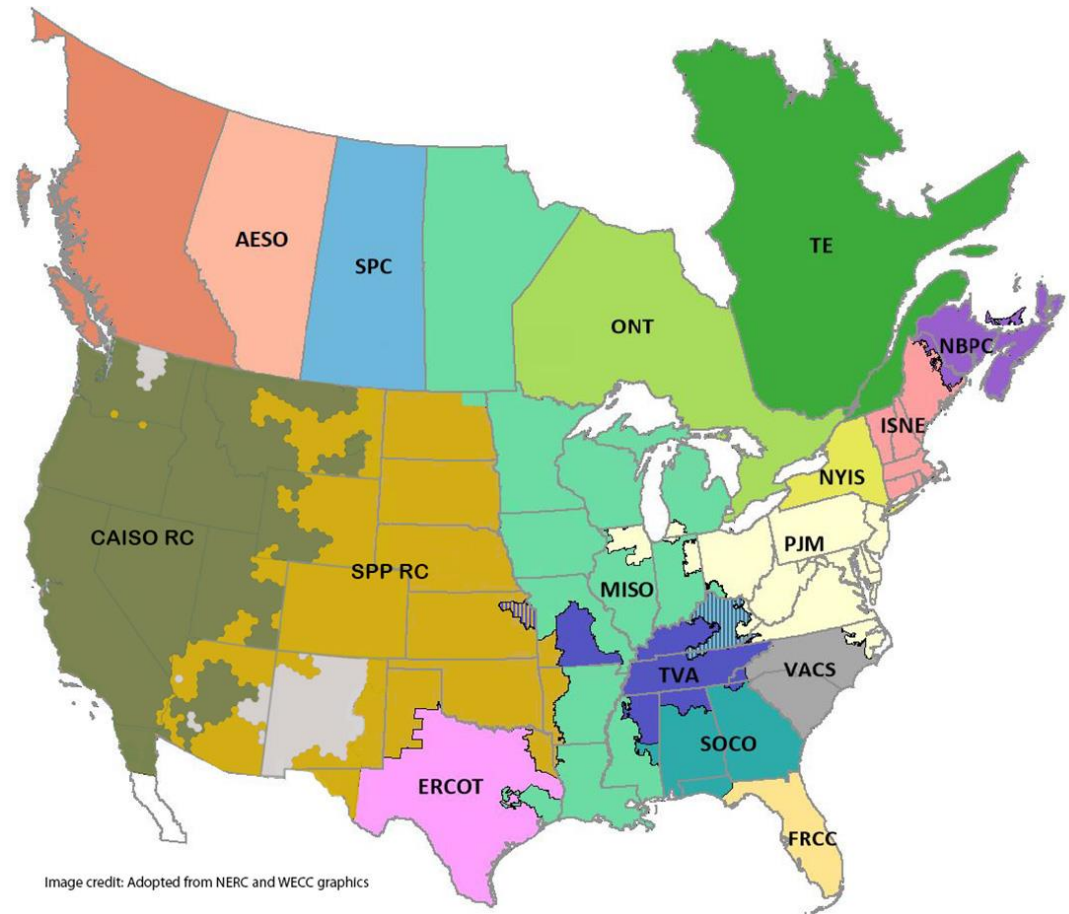 TE
AESO
SPC
ONT
NBPC
ISNE
NYIS
CAISO RC
PJM
SPP RC
MISO
VACS
TVA
SOCO
ERCOT
FRCC
Image credit: Adopted from NERC and WECC graphics